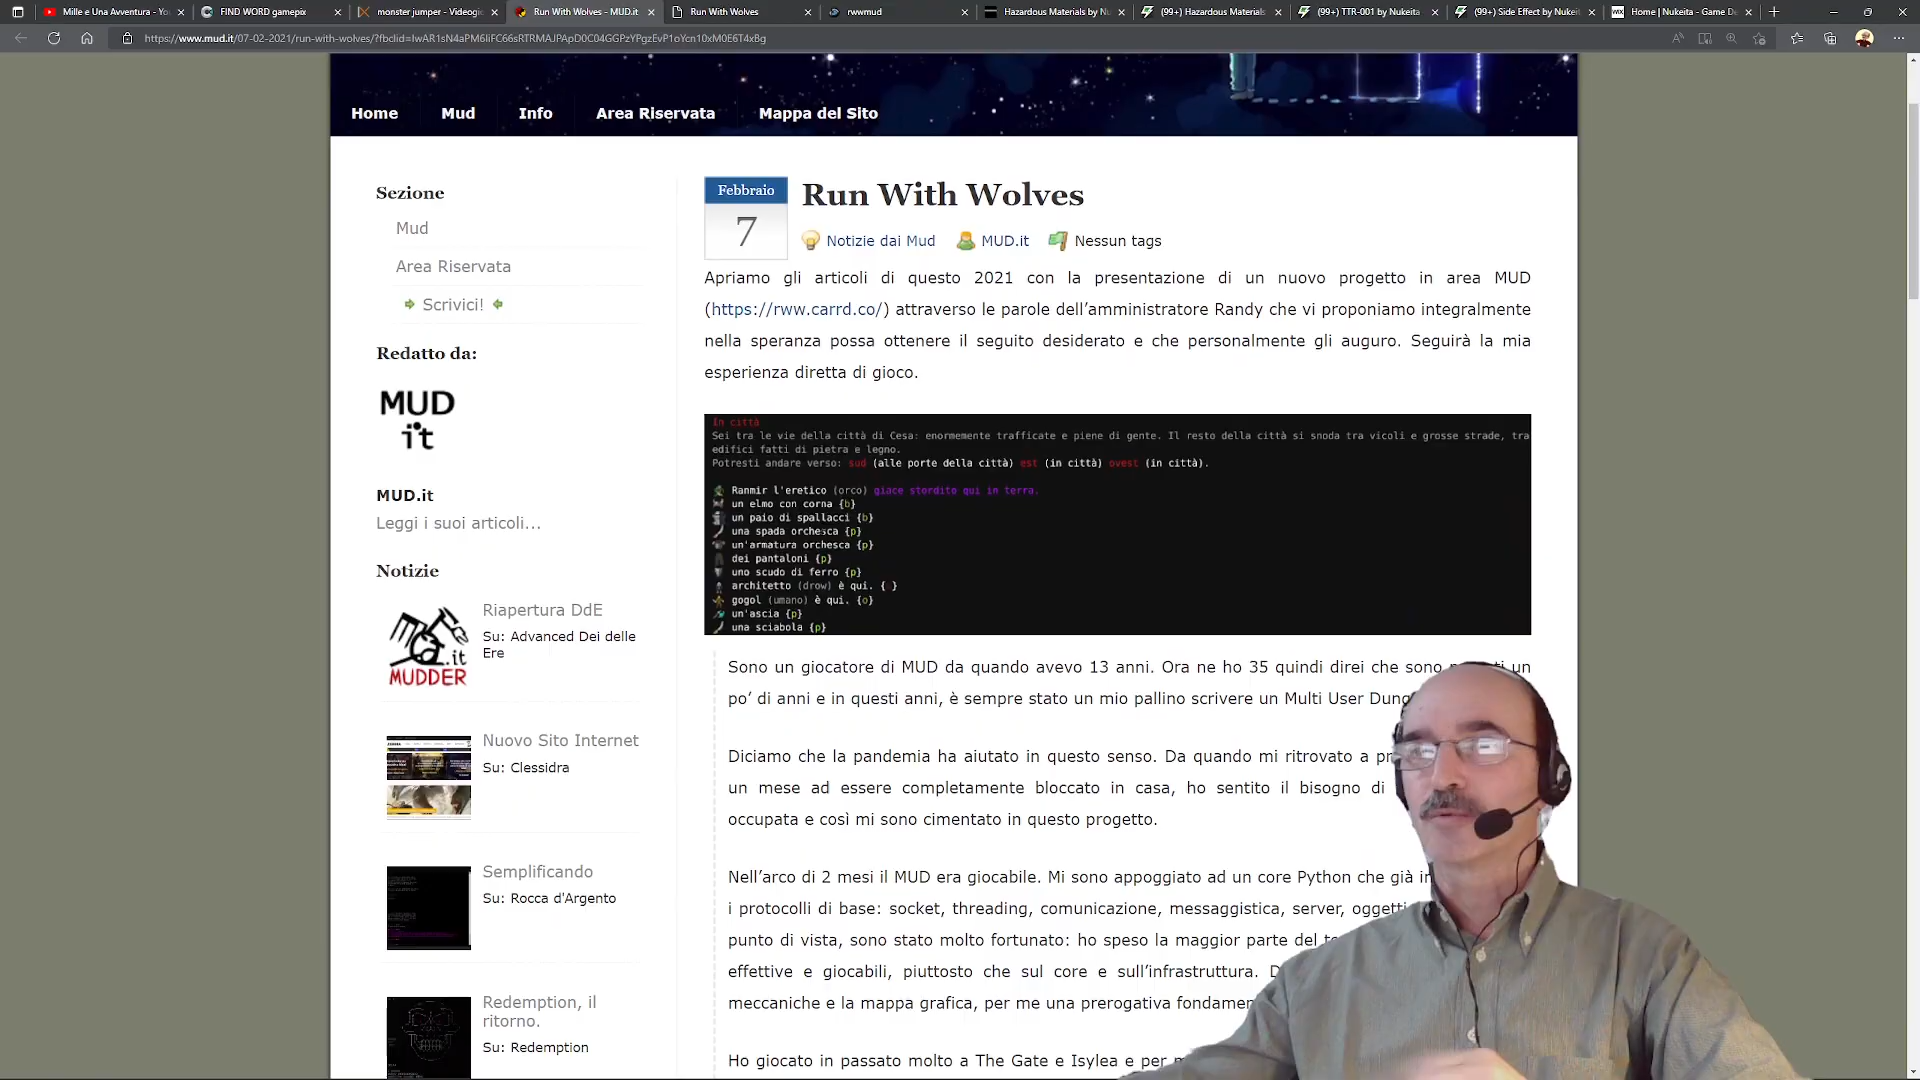 Mille e Una Avventura - Yo
FIND WORD gamepix
monster jumper - Videogi
Run With Wolves - MUD.it
Run With Wolves
rwwmud
Hazardous Materials by Nu
(99+) Hazardous Materials
(99+) TTR-001 by Nukeita
(99+) Side Effect by Nukeit
Home | Nukeita - Game De
Home
Mud
Info
Area Riservata
Mappa del Sito
Sezione
Mud
Area Riservata
Scrivici!
Redatto da:
MUD
it
MUD.it
Leggi i suoi articoli...
Notizie
.it
MUDDER
Riapertura DdE
Su: Advanced Dei delle
Ere
Nuovo Sito Internet
Su: Clessidra
Semplificando
Su: Rocca d'Argento
Redemption, il
ritorno.
Su: Redemption
Febbraio
7
Run With Wolves
Notizie dai Mud
MUD.it
Nessun tags
Apriamo gli articoli di questo 2021 con la presentazione di un nuovo progetto in area MUD
(https://rww.carrd.co/) attraverso le parole dell’amministratore Randy che vi proponiamo integralmente
nella speranza possa ottenere il seguito desiderato e che personalmente gli auguro. Seguirà la mia
esperienza diretta di gioco.
In città
Sei tra le vie della città di Cesa: enormemente trafficate e piene di gente. Il resto della città si snoda tra vicoli e grosse strade, tra
edifici fatti di pietra e legno.
Potresti andare verso: sud (alle porte della città) est (in città) ovest (in città).
Ranmir l'eretico (orco) giace stordito qui in terra.
un elmo con corna {b}
un paio di spallacci {b}
una spada orchesca {p}
un'armatura orchesca {p}
dei pantaloni {p}
uno scudo di ferro {p}
architetto (drow) è qui.
gogol (umano) è qui. {o}
un'ascia {p}
una sciabola {p}
Sono un giocatore di MUD da quando avevo 13 anni. Ora ne ho 35 quindi direi che sono un
po’ di anni e in questi anni, è sempre stato un mio pallino scrivere un Multi User Dung
Diciamo che la pandemia ha aiutato in questo senso. Da quando mi ritrovato a pr
un mese ad essere completamente bloccato in casa, ho sentito il bisogno di
occupata e così mi sono cimentato in questo progetto.
Nell’arco di 2 mesi il MUD era giocabile. Mi sono appoggiato ad un core Python che già in
i protocolli di base: socket, threading, comunicazione, messaggistica, server, oggetti
punto di vista, sono stato molto fortunato: ho speso la maggior parte del te
effettive e giocabili, piuttosto che sul core e sull’infrastruttura. D
meccaniche e la mappa grafica, per me una prerogativa fondamen
Ho giocato in passato molto a The Gate e Isylea e per m